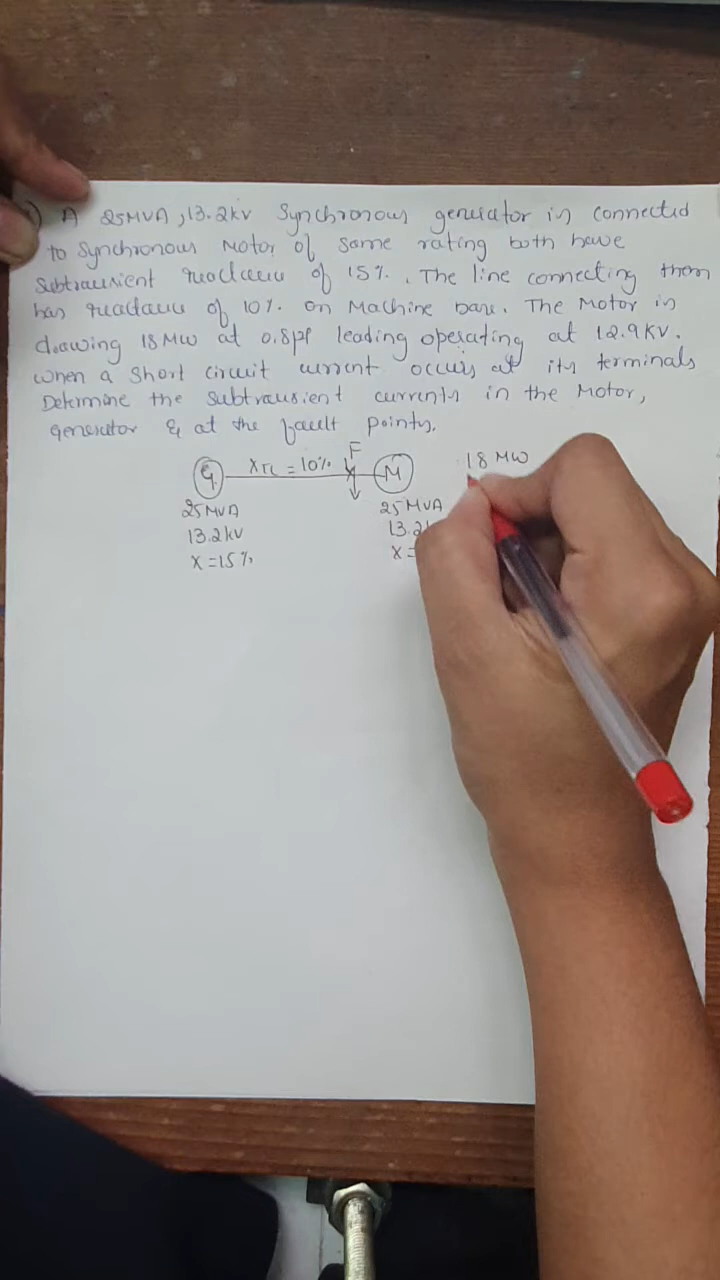 A 25MVA, 13.2kV Synchronous generator is connected
to Synchronous Motor of same rating both have
Subtransient reactance of 15%. The line connecting them
has reactance of 10% on Machine base. The Motor is
drawing 18MW at 0.8pf leading operating at 12.9KV.
when a Short circuit current occurs at its terminals
Determine the subtransient currents in the Motor,
generator & at the fault points.
F
G XTL = 10% M 18 MW
25MVA 25MVA
13.2kV 13.2
X = 15% X =